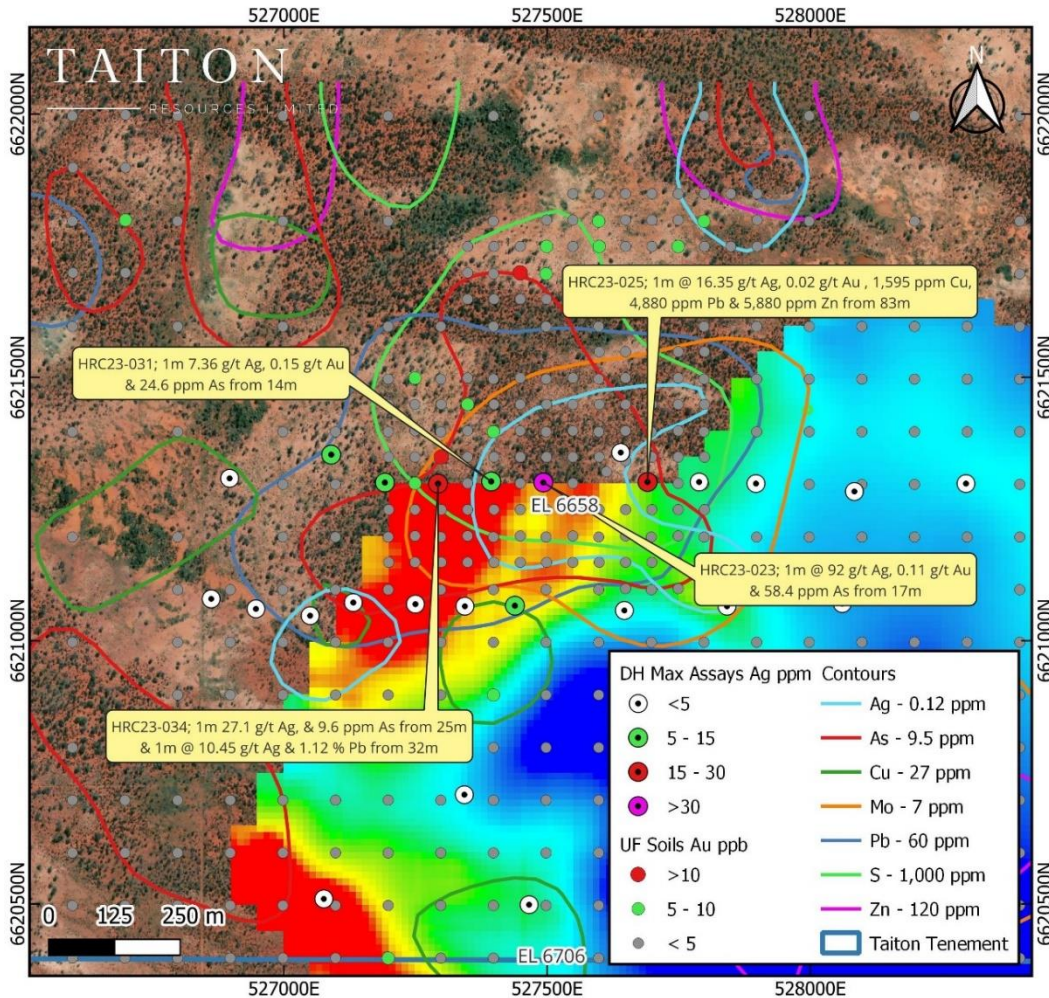 527000E
527500E
528000E
TAITON
RESOURCES LIMITED
N
6622000N
6622000N
HRC23-025; 1m @ 16.35 g/t Ag, 0.02 g/t Au , 1,595 ppm Cu,
4,880 ppm Pb & 5,880 ppm Zn from 83m
HRC23-031; 1m 7.36 g/t Ag, 0.15 g/t Au
& 24.6 ppm As from 14m
6621500N
6621500N
EL 6658
HRC23-023; 1m @ 92 g/t Ag, 0.11 g/t Au
& 58.4 ppm As from 17m
6621000N
6621000N
HRC23-034; 1m 27.1 g/t Ag, & 9.6 ppm As from 25m
& 1m @ 10.45 g/t Ag & 1.12 % Pb from 32m
DH Max Assays Ag ppm
<5
5 - 15
15 - 30
>30
UF Soils Au ppb
>10
5 - 10
< 5
Contours
Ag - 0.12 ppm
As - 9.5 ppm
Cu - 27 ppm
Mo - 7 ppm
Pb - 60 ppm
S - 1,000 ppm
Zn - 120 ppm
Taiton Tenement
6620500N
6620500N
0 125 250 m
EL 6706
527000E
527500E
528000E